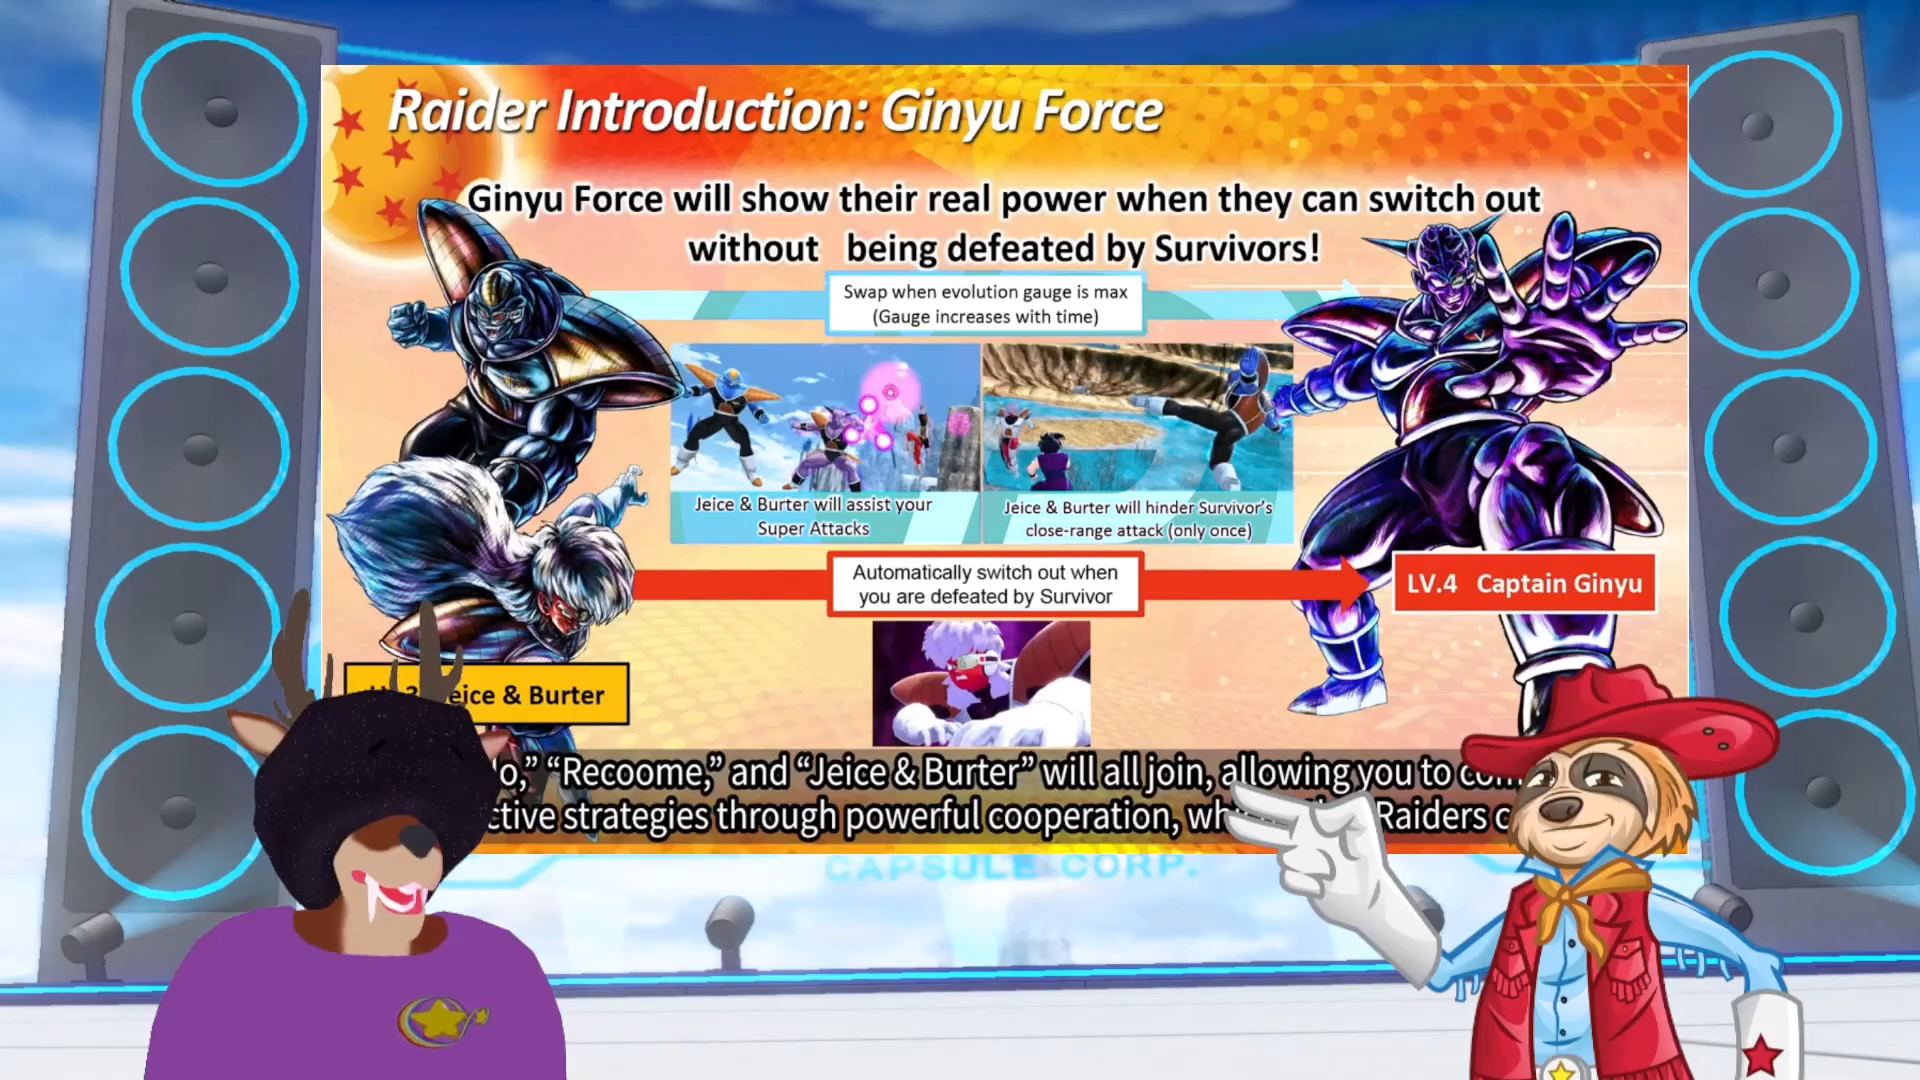 Raider Introduction: Ginyu Force
Ginyu Force will show their real power when they can switch out
without being defeated by Survivors!
Swap when evolution gauge is max
(Gauge increases with time)
Jeice & Burter will assist your
Super Attacks
Jeice & Burter will hinder Survivor's
close-range attack (only once)
Automatically switch out when
you are defeated by Survivor
LV.4 Captain Ginyu
& Burter
“Recoome,” and “Jeice & Burter” will all join, allowing you to
strategies through powerful cooperation, Raiders
CAPSULE CORP.